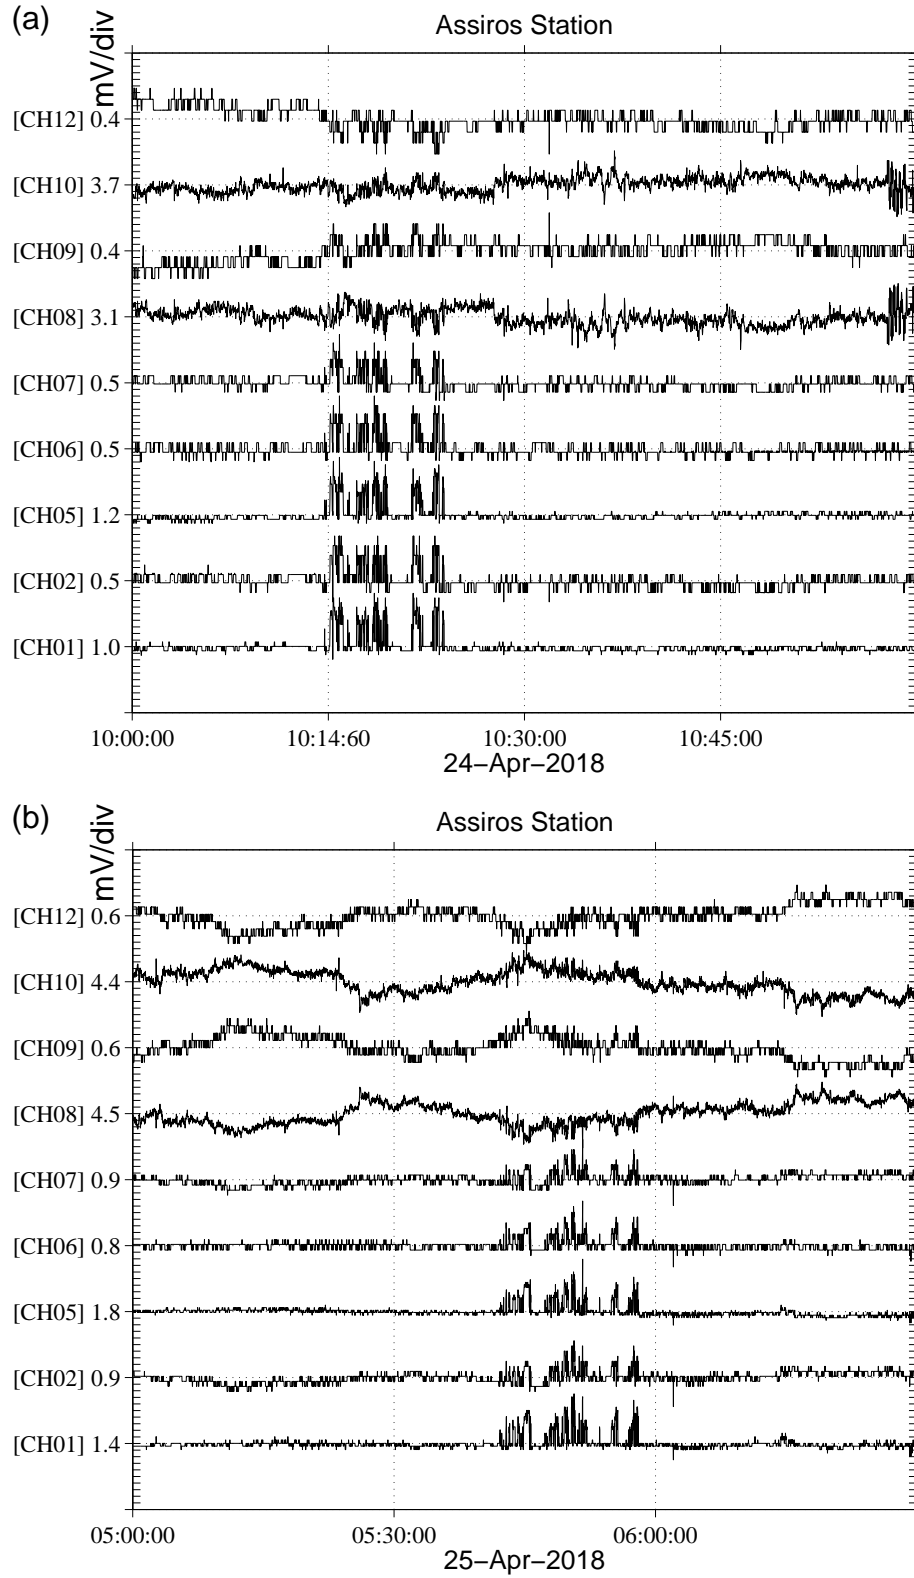 (a)
Assiros Station
mV/div
[CH12] 0.4
[CH10] 3.7
[CH09] 0.4
[CH08] 3.1
[CH07] 0.5
[CH06] 0.5
[CH05] 1.2
[CH02] 0.5
[CH01] 1.0
10:00:00 10:14:60 10:30:00 10:45:00
24-Apr-2018
(b)
Assiros Station
mV/div
[CH12] 0.6
[CH10] 4.4
[CH09] 0.6
[CH08] 4.5
[CH07] 0.9
[CH06] 0.8
[CH05] 1.8
[CH02] 0.9
[CH01] 1.4
05:00:00 05:30:00 06:00:00
25-Apr-2018